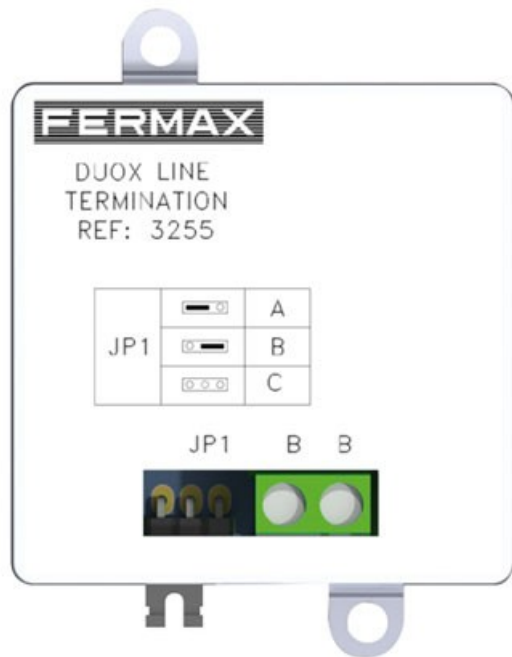 FERMAX
DUOX LINE
TERMINATION
REF: 3255
JP1
A
B
C
JP1 B B